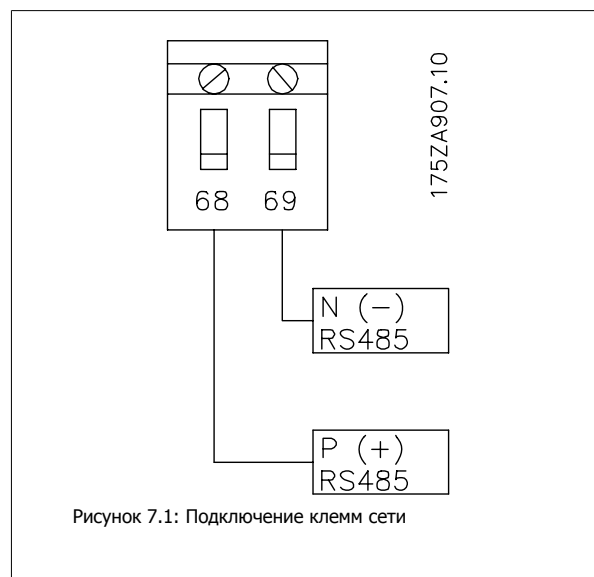 175ZA907.10
68 69
N (−)
RS485
P (+)
RS485
Рисунок 7.1: Подключение клемм сети